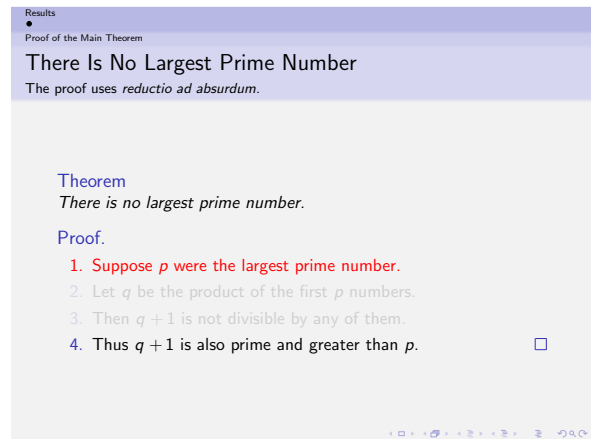 Results
Proof of the Main Theorem
There Is No Largest Prime Number
The proof uses reductio ad absurdum.
Theorem
There is no largest prime number.
Proof.
1. Suppose p were the largest prime number.
2. Let q be the product of the first p numbers.
3. Then q + 1 is not divisible by any of them.
4. Thus q + 1 is also prime and greater than p. □